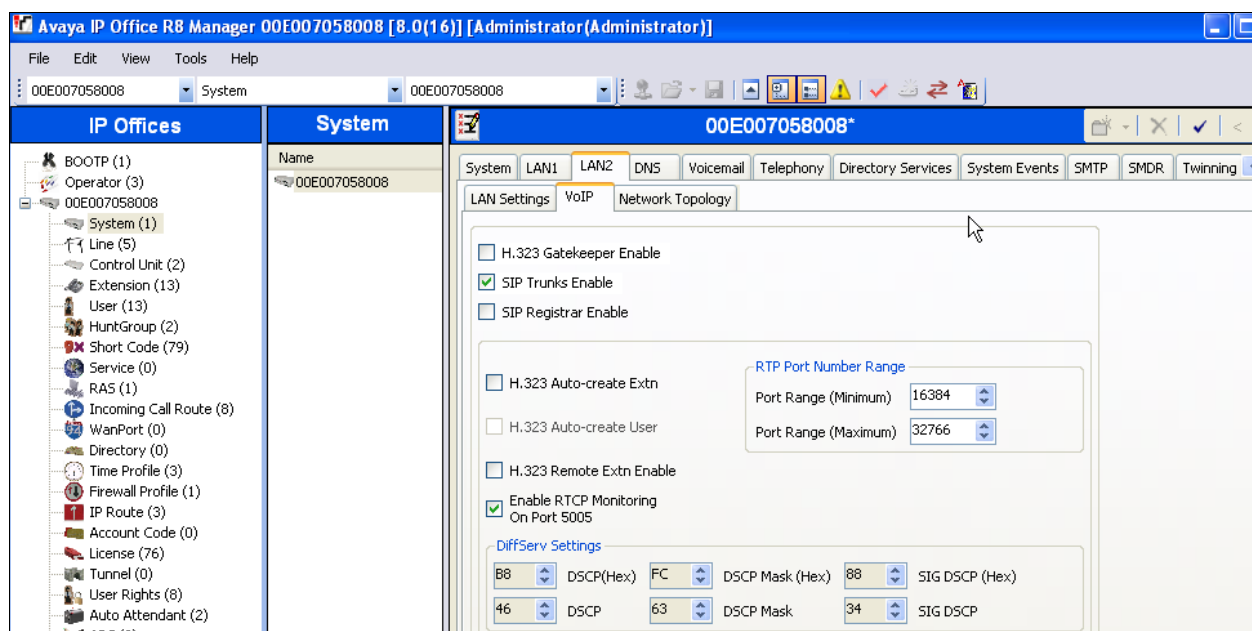 Avaya IP Office R8 Manager 00E007058008 [8.0(16)] [Administrator(Administrator)]
File Edit View Tools Help
00E007058008 System 00E007058008
IP Offices
BOOTP (1)
Operator (3)
00E007058008
System (1)
Line (5)
Control Unit (2)
Extension (13)
User (13)
HuntGroup (2)
Short Code (79)
Service (0)
RAS (1)
Incoming Call Route (8)
WanPort (0)
Directory (0)
Time Profile (3)
Firewall Profile (1)
IP Route (3)
Account Code (0)
License (76)
Tunnel (0)
User Rights (8)
Auto Attendant (2)
System
Name
00E007058008
00E007058008*
System LAN1 LAN2 DNS Voicemail Telephony Directory Services System Events SMTP SMDR Twinning
LAN Settings VoIP Network Topology
H.323 Gatekeeper Enable
SIP Trunks Enable
SIP Registrar Enable
H.323 Auto-create Extn
H.323 Auto-create User
H.323 Remote Extn Enable
Enable RTCP Monitoring
On Port 5005
RTP Port Number Range
Port Range (Minimum) 16384
Port Range (Maximum) 32766
DiffServ Settings
B8 DSCP(Hex) FC DSCP Mask (Hex) 88 SIG DSCP (Hex)
46 DSCP 63 DSCP Mask 34 SIG DSCP